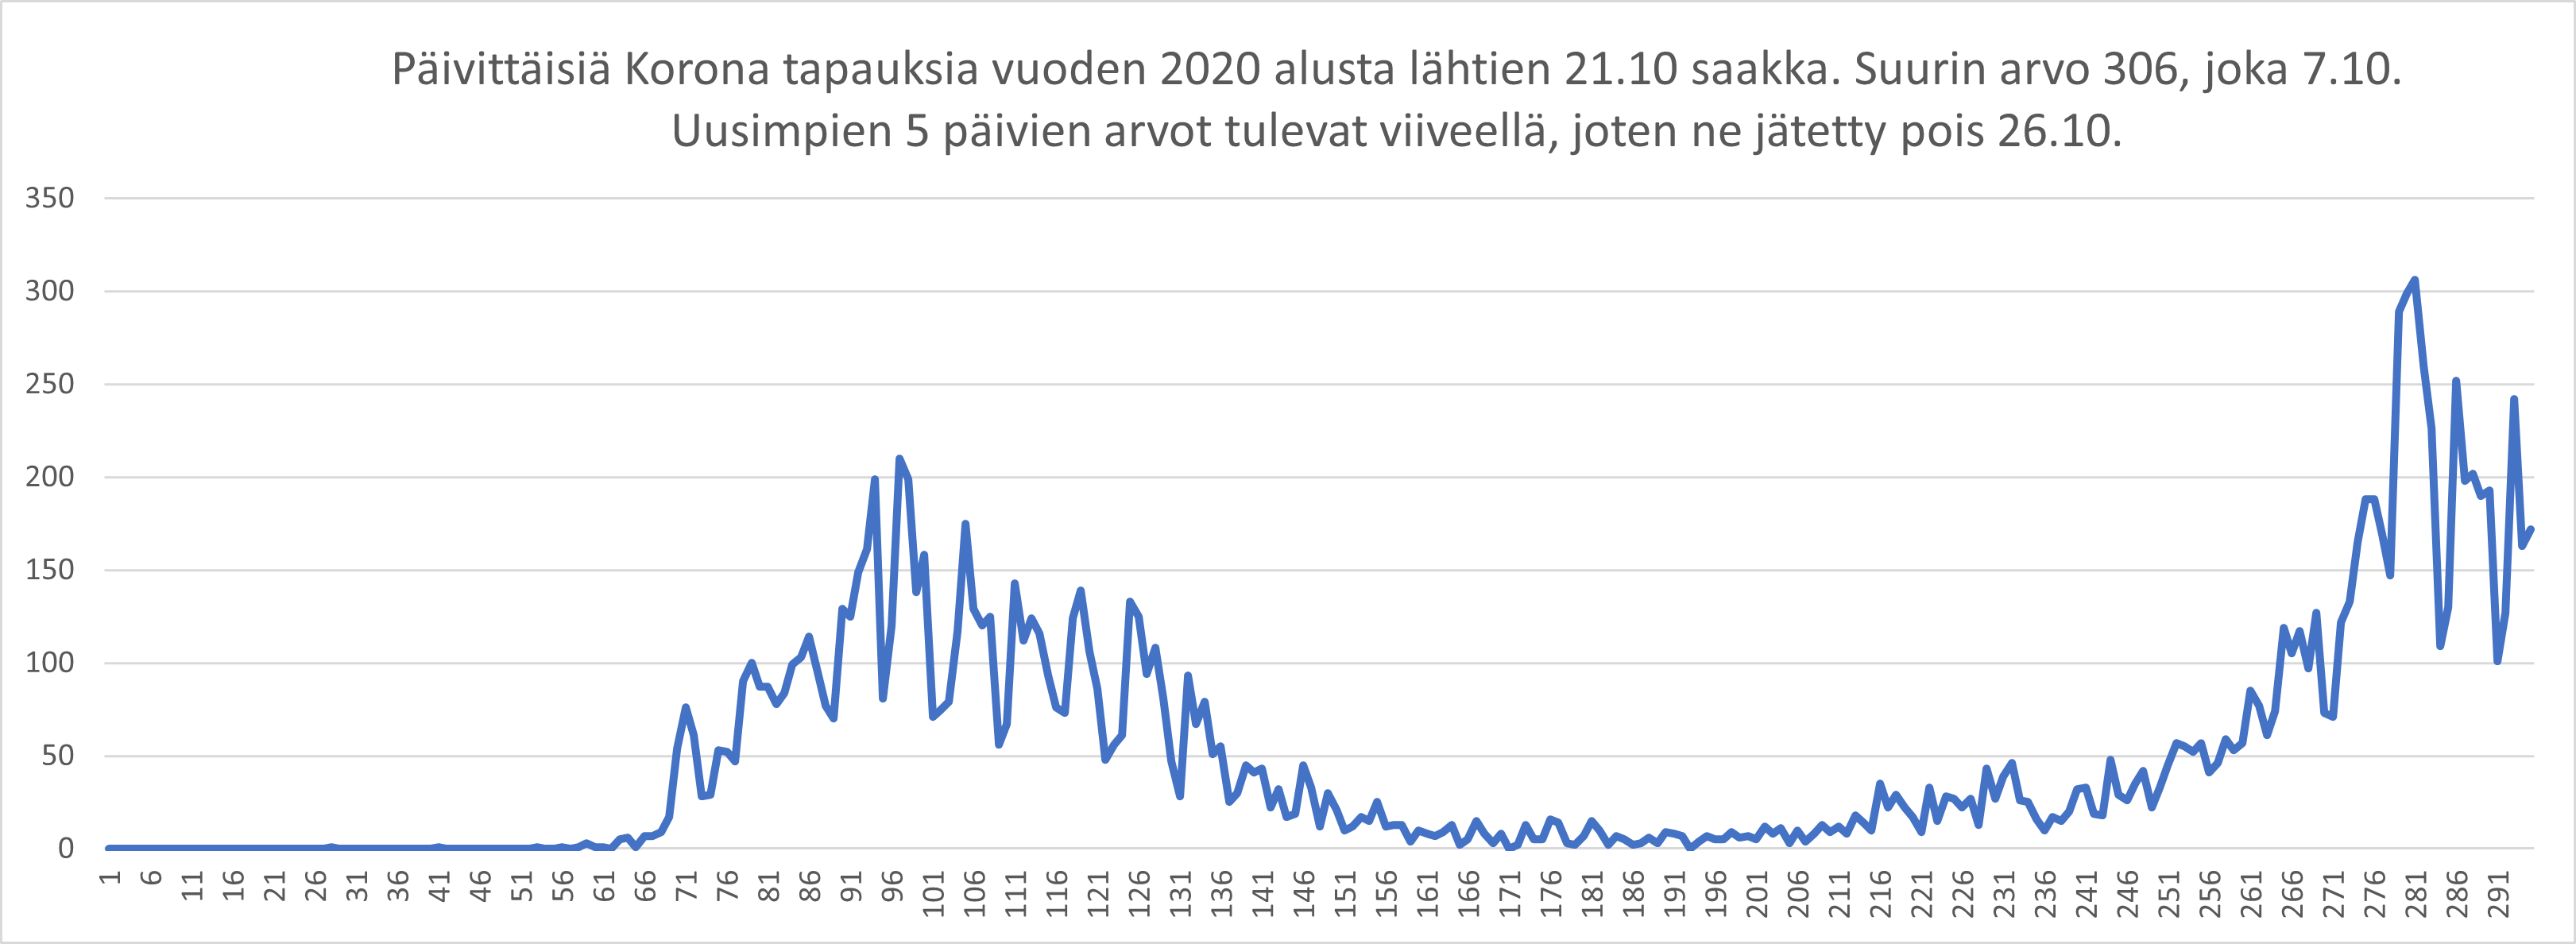 Päivittäisiä Korona tapauksia vuoden 2020 alusta lähtien 21.10 saakka. Suurin arvo 306, joka 7.10.
Uusimpien 5 päivien arvot tulevat viiveellä, joten ne jätetty pois 26.10.
350
300
250
200
150
100
50
0
1 6 11 16 21 26 31 36 41 46 51 56 61 66 71 76 81 86 91 96 101 106 111 116 121 126 131 136 141 146 151 156 161 166 171 176 181 186 191 196 201 206 211 216 221 226 231 236 241 246 251 256 261 266 271 276 281 286 291